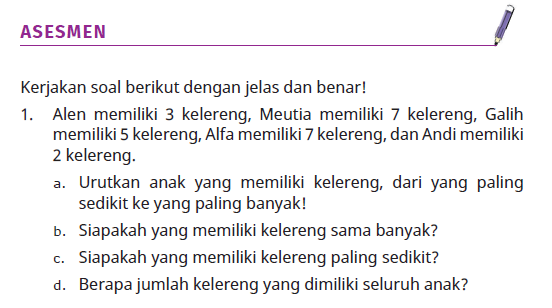 ASESMEN
Kerjakan soal berikut dengan jelas dan benar!
1. Alen memiliki 3 kelereng, Meutia memiliki 7 kelereng, Galih
memiliki 5 kelereng, Alfa memiliki 7 kelereng, dan Andi memiliki
2 kelereng.
a. Urutkan anak yang memiliki kelereng, dari yang paling
sedikit ke yang paling banyak!
b. Siapakah yang memiliki kelereng sama banyak?
c. Siapakah yang memiliki kelereng paling sedikit?
d. Berapa jumlah kelereng yang dimiliki seluruh anak?